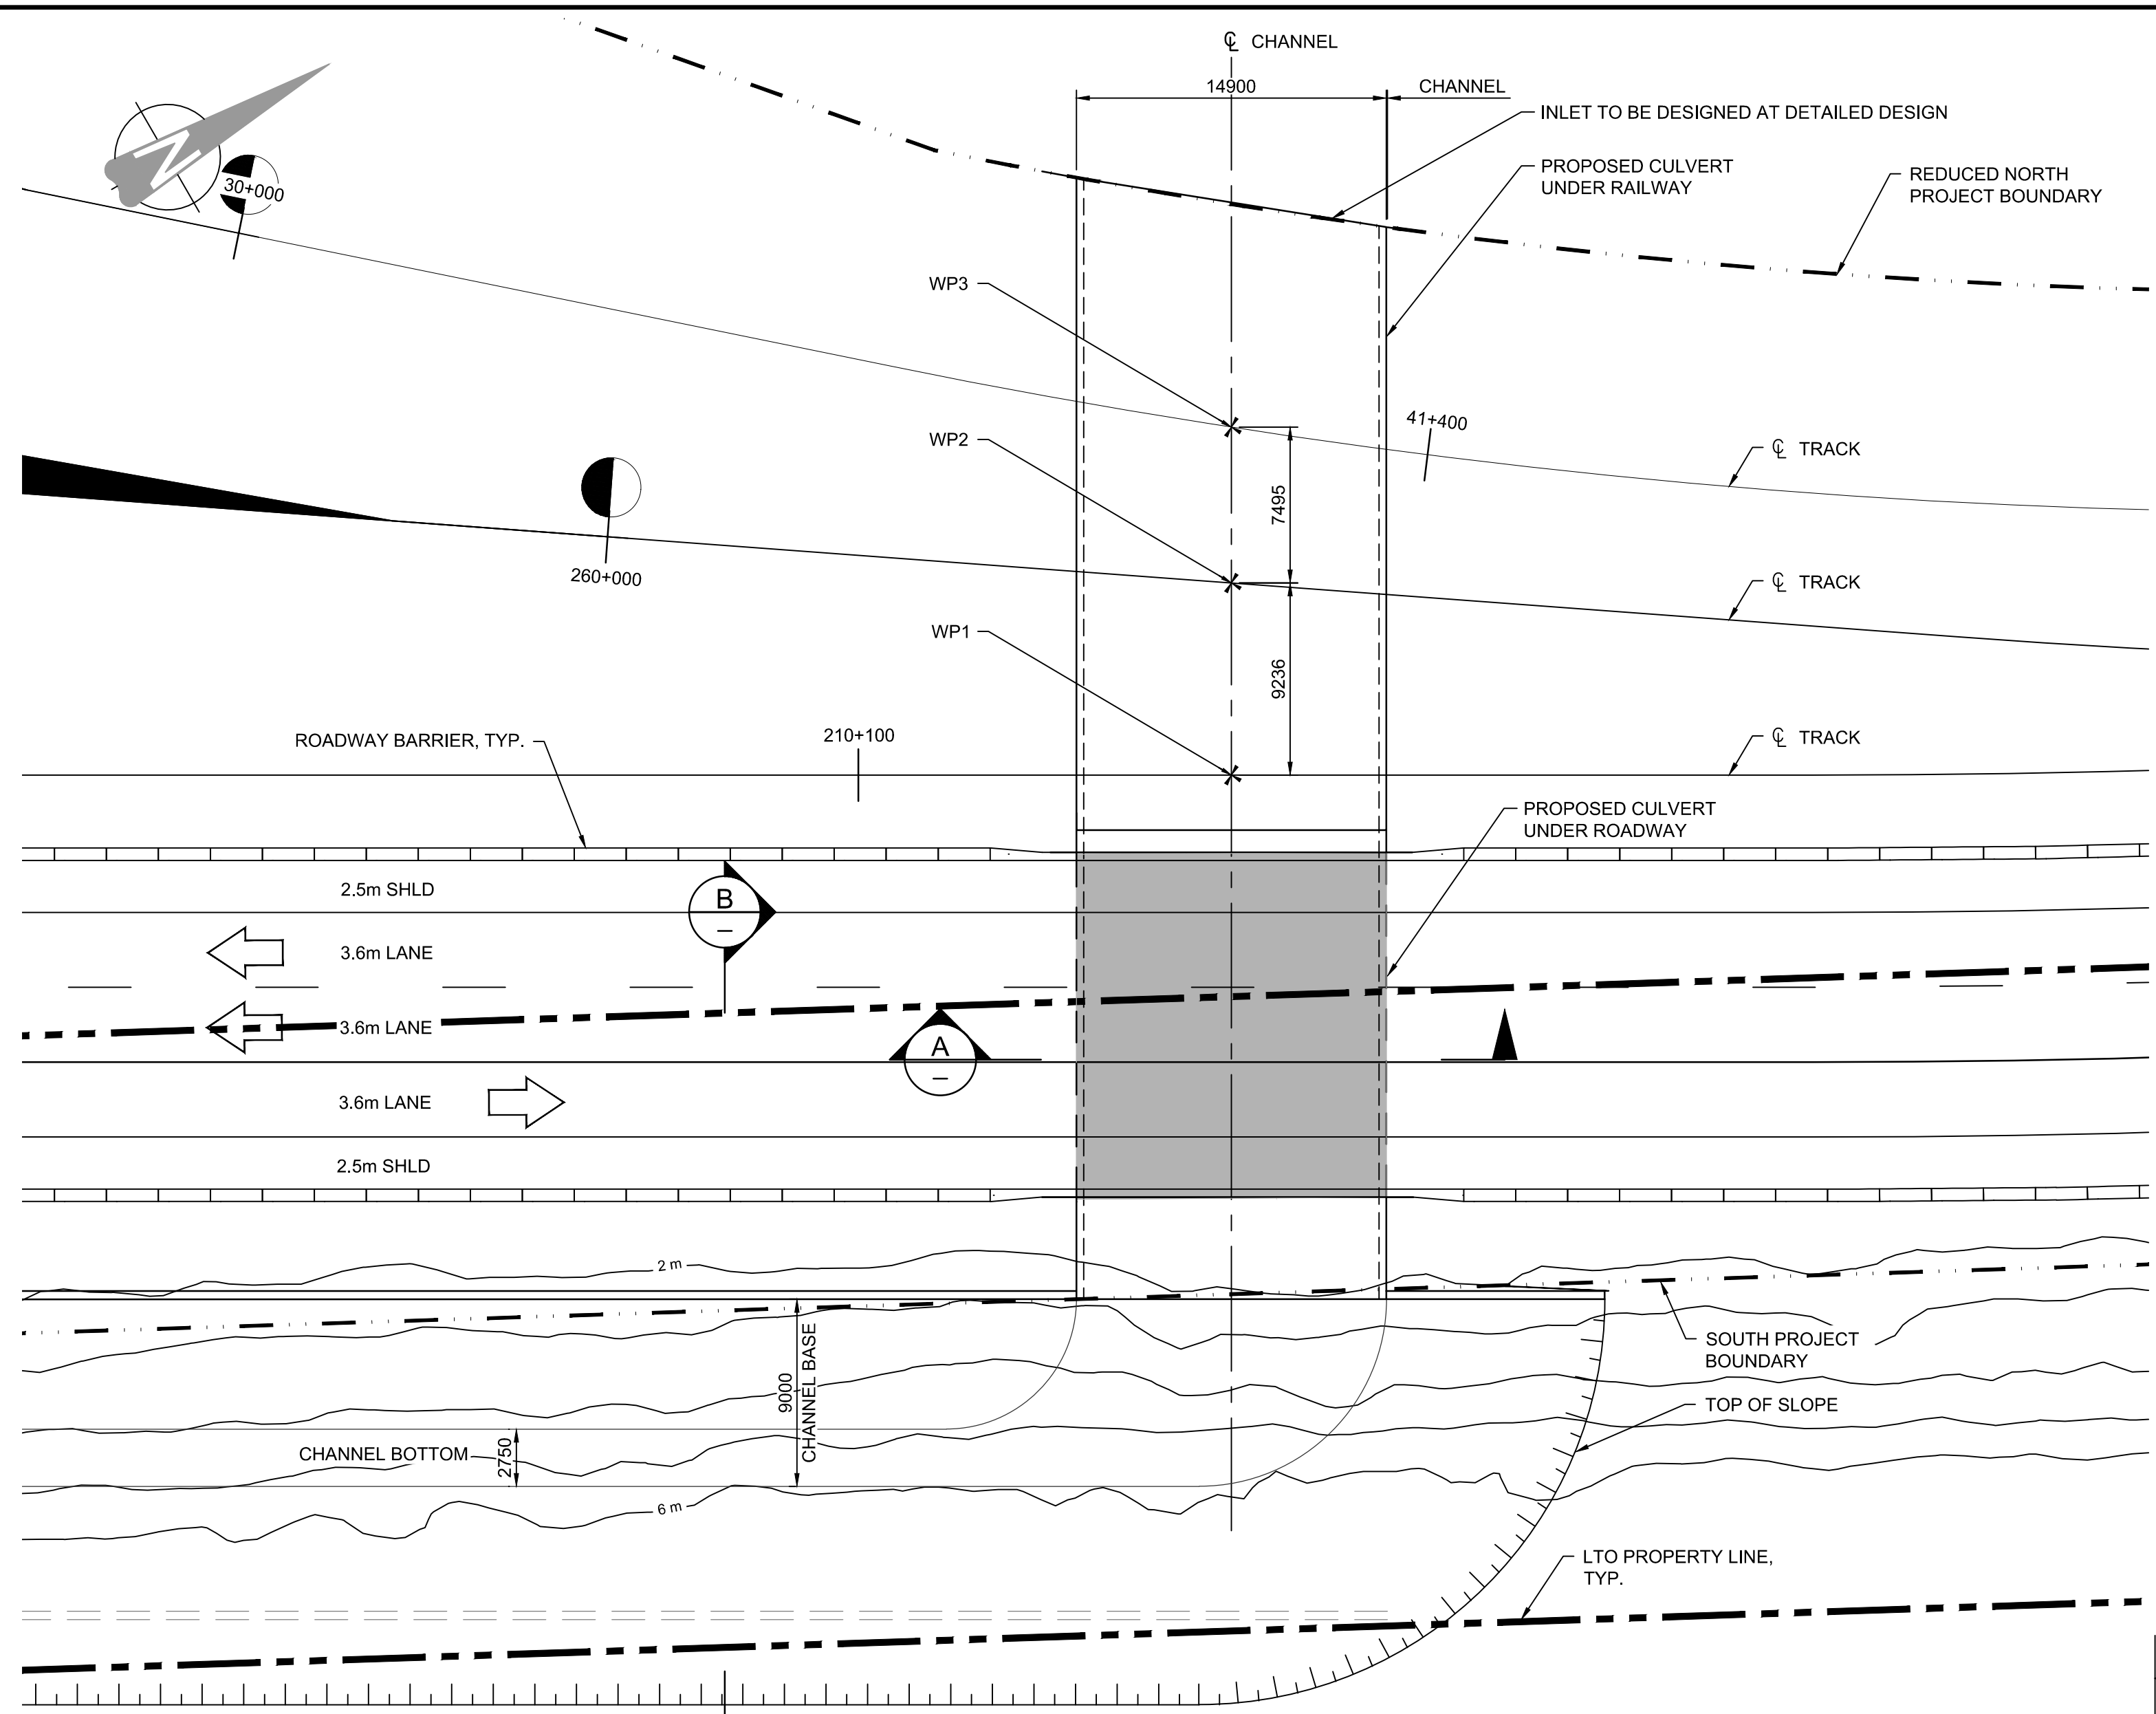 ℄ CHANNEL
14900
CHANNEL
INLET TO BE DESIGNED AT DETAILED DESIGN
PROPOSED CULVERT
UNDER RAILWAY
REDUCED NORTH
PROJECT BOUNDARY
N
30+000
WP3
41+400
WP2
℄ TRACK
7495
260+000
℄ TRACK
WP1
9236
ROADWAY BARRIER, TYP.
210+100
℄ TRACK
PROPOSED CULVERT
UNDER ROADWAY
2.5m SHLD
B
–
3.6m LANE
3.6m LANE
A
–
3.6m LANE
2.5m SHLD
2 m
SOUTH PROJECT
BOUNDARY
9000
CHANNEL BASE
TOP OF SLOPE
CHANNEL BOTTOM
2750
6 m
LTO PROPERTY LINE,
TYP.